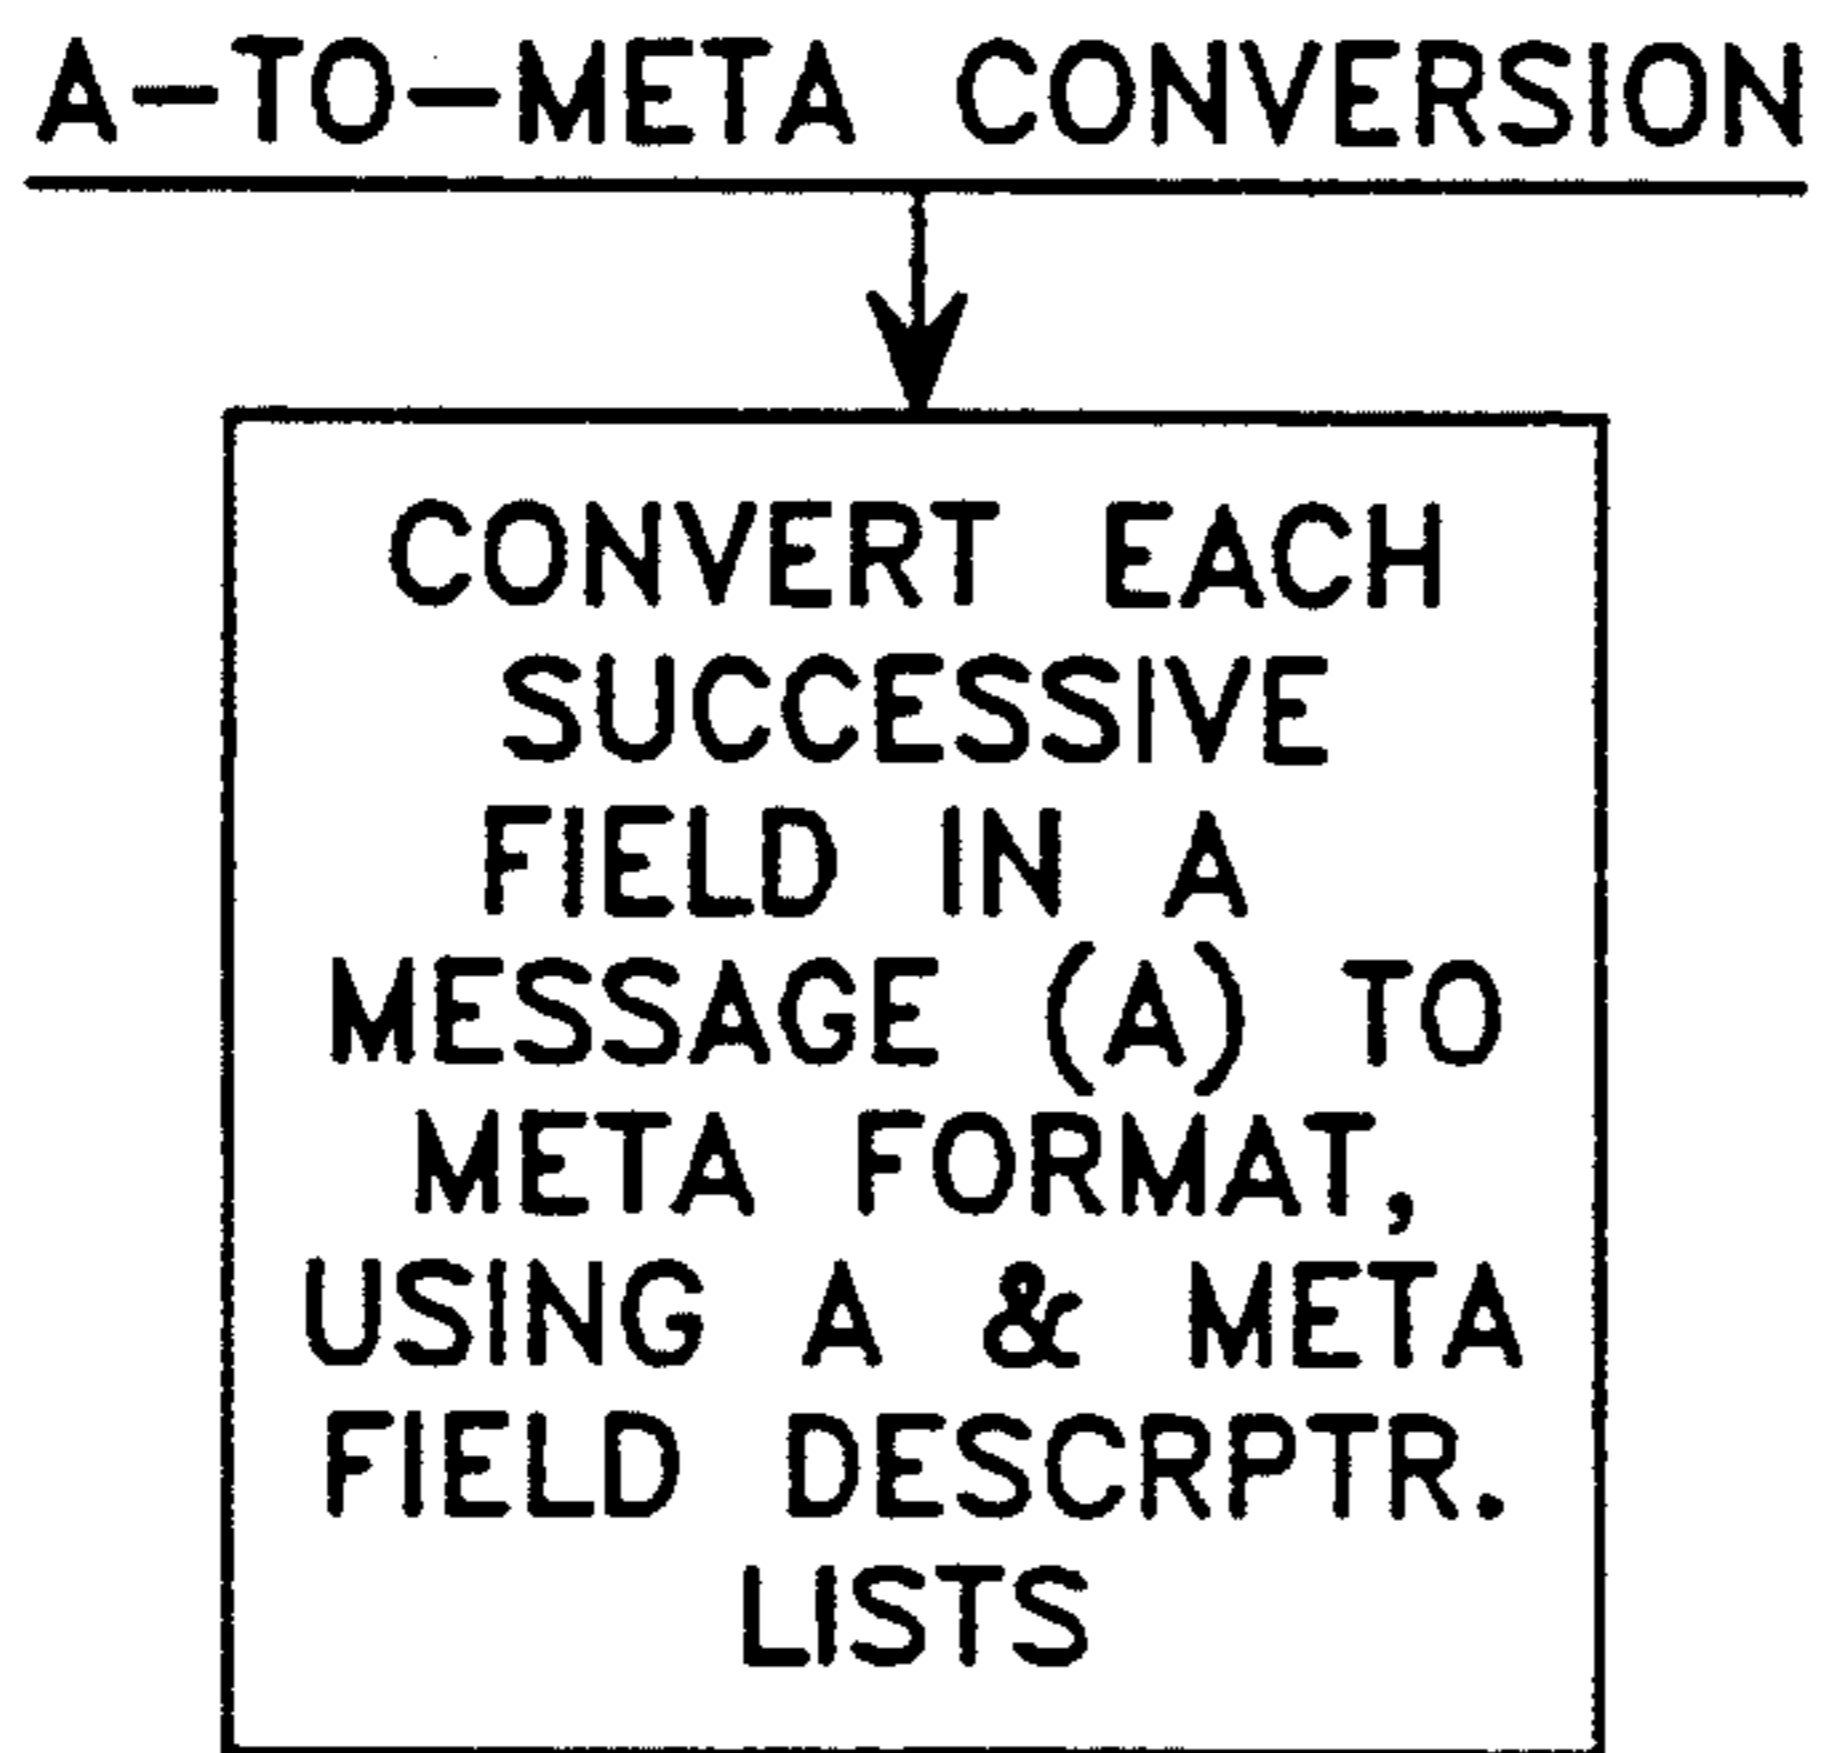 A-TO-META CONVERSION
CONVERT EACH
SUCCESSIVE
FIELD IN A
MESSAGE (A) TO
META FORMAT,
USING A & META
FIELD DESCRPTR.
LISTS